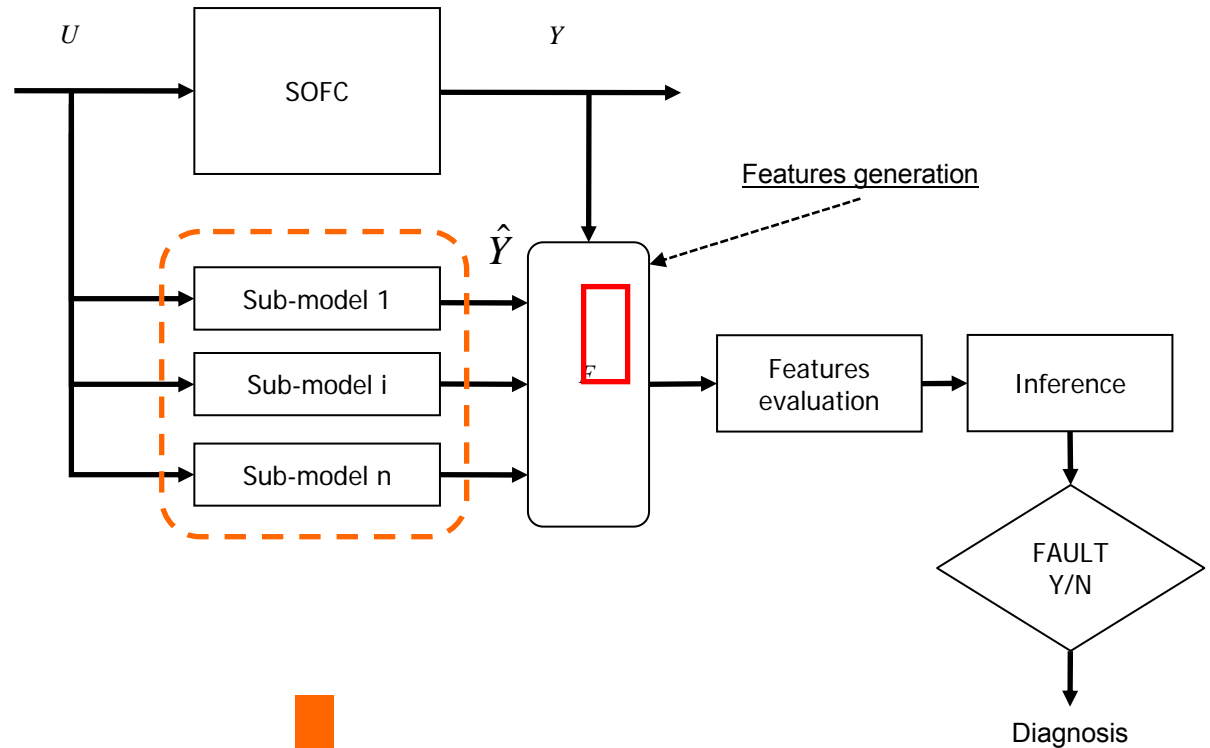 U
Y
SOFC
Features generation
Ŷ
Sub-model 1
Sub-model i
F
Features
evaluation
Inference
Sub-model n
FAULT
Y/N
Diagnosis